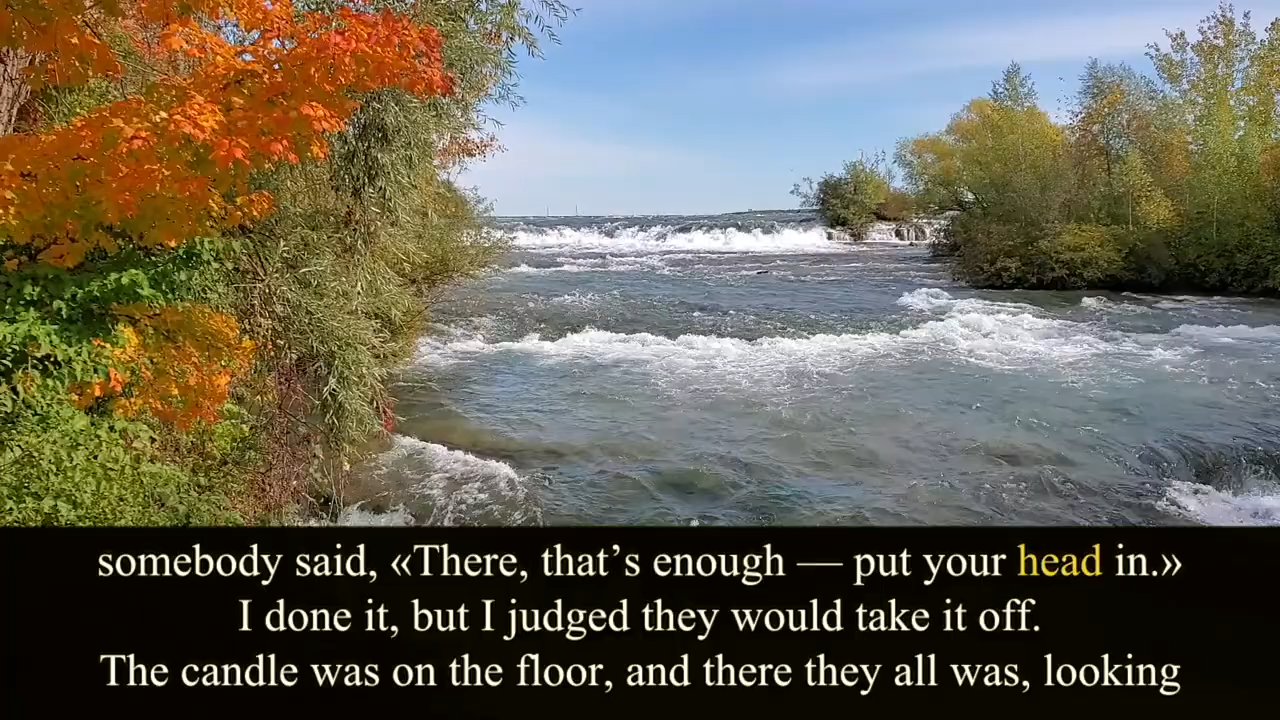 somebody said, «There, that’s enough — put your head in.»
I done it, but I judged they would take it off.
The candle was on the floor, and there they all was, looking